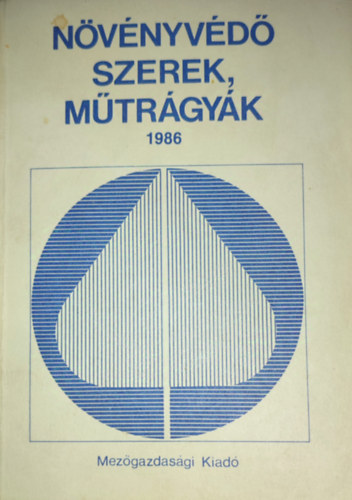 NÖVÉNYVÉDŐ
SZEREK,
MŰTRÁGYÁK
1986
Mezőgazdasági Kiadó